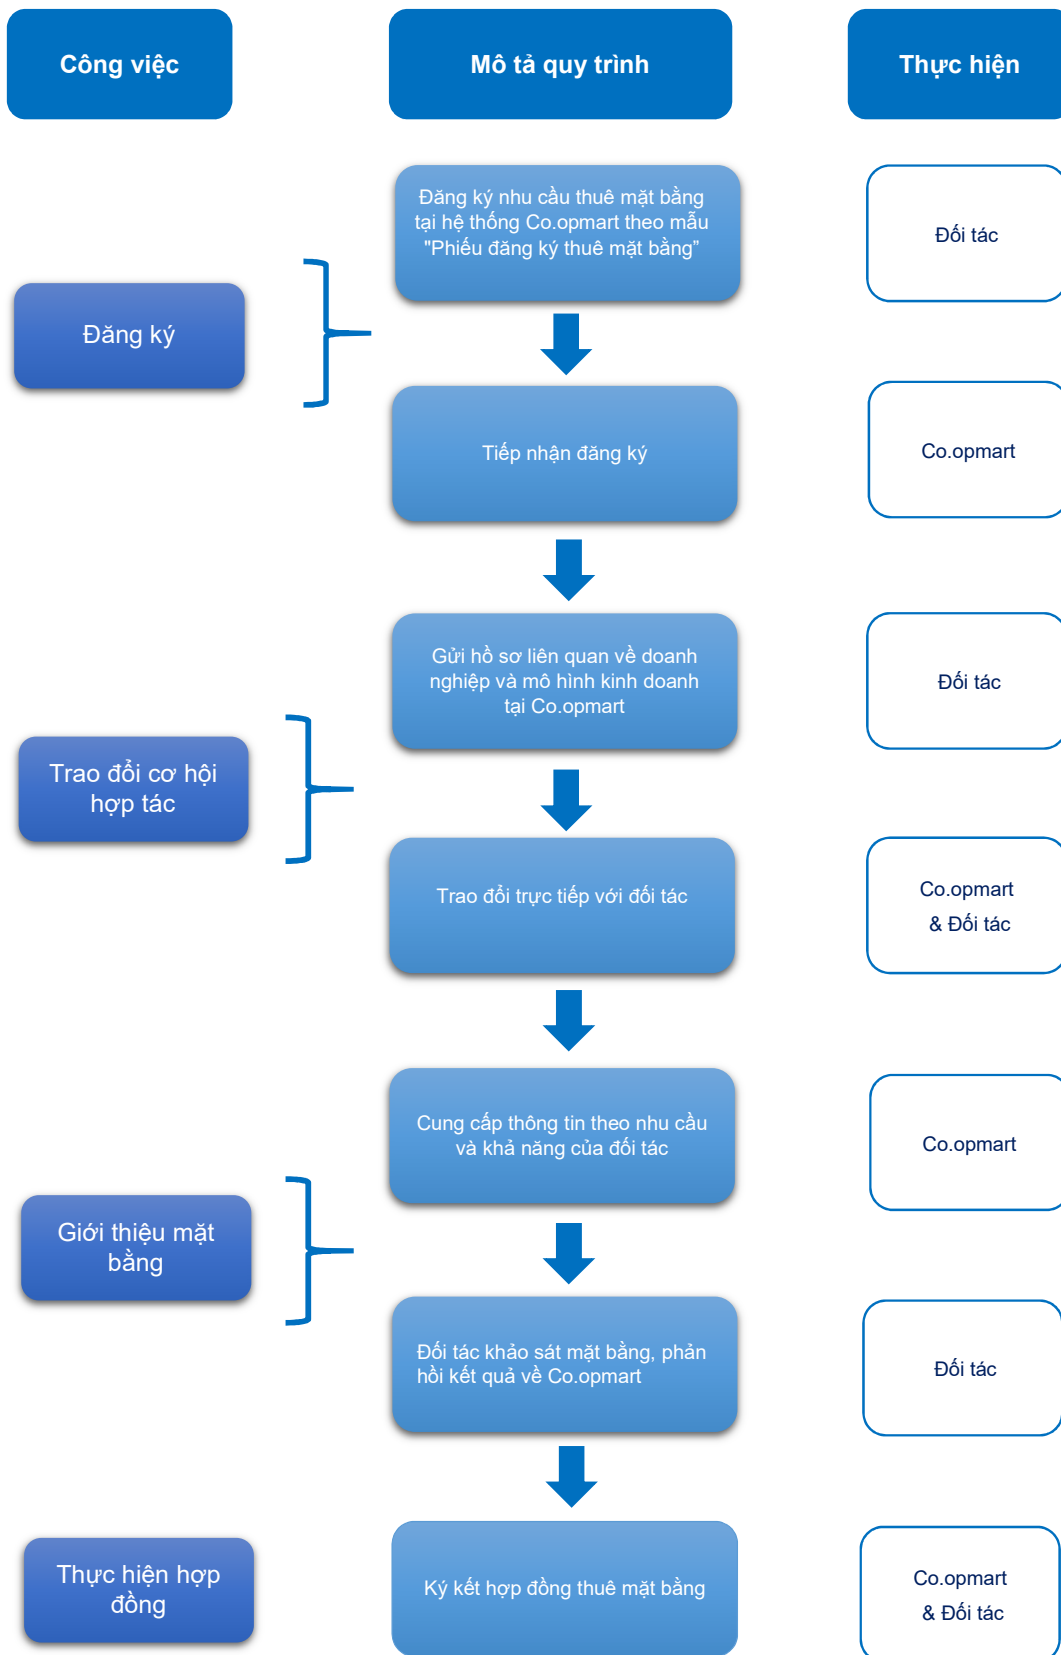 Công việc
Mô tả quy trình
Thực hiện
Đăng ký nhu cầu thuê mặt bằng
tại hệ thống Co.opmart theo mẫu
"Phiếu đăng ký thuê mặt bằng”
Đối tác
Đăng ký
Tiếp nhận đăng ký
Co.opmart
Gửi hồ sơ liên quan về doanh
nghiệp và mô hình kinh doanh
tại Co.opmart
Đối tác
Trao đổi cơ hội
hợp tác
Trao đổi trực tiếp với đối tác
Co.opmart
& Đối tác
Cung cấp thông tin theo nhu cầu
và khả năng của đối tác
Co.opmart
Giới thiệu mặt
bằng
Đối tác khảo sát mặt bằng, phản
hồi kết quả về Co.opmart
Đối tác
Thực hiện hợp
đồng
Ký kết hợp đồng thuê mặt bằng
Co.opmart
& Đối tác